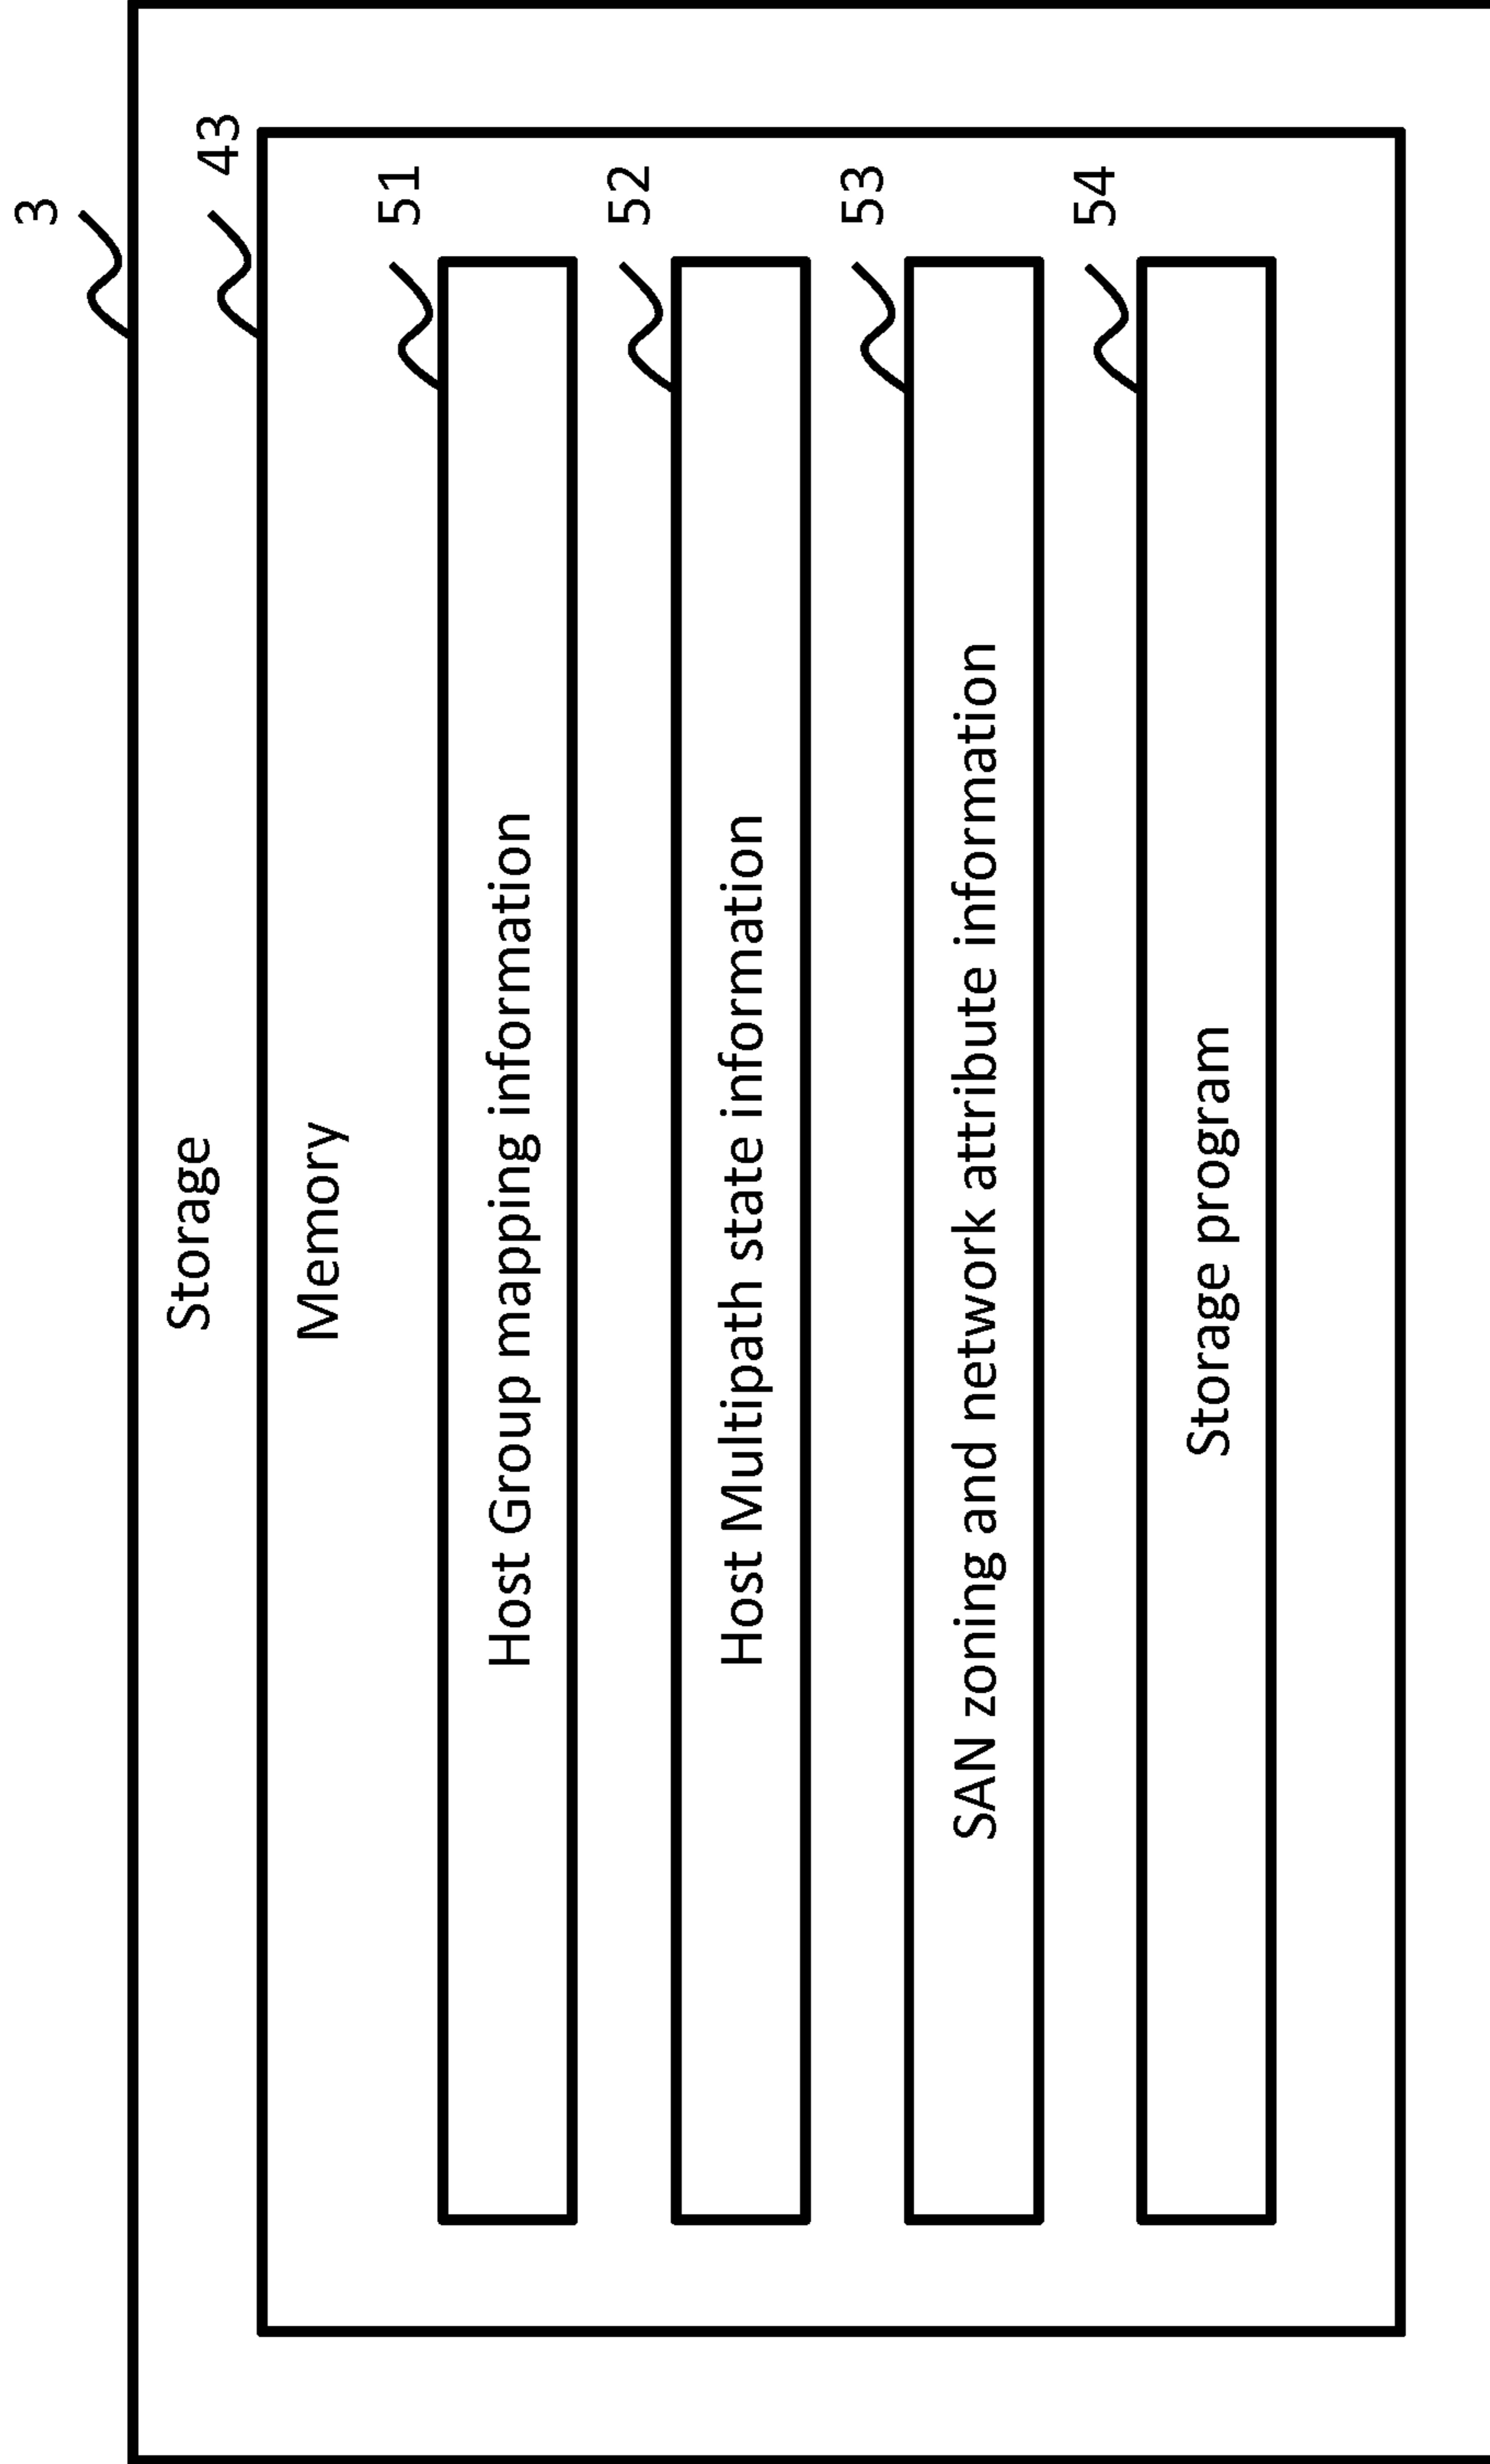 3
Storage
43
Memory
51
Host Group mapping information
52
Host Multipath state information
53
SAN zoning and network attribute information
54
Storage program